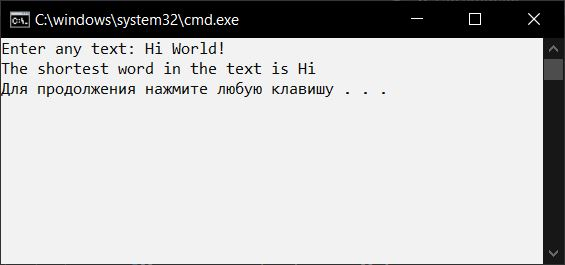 C:\windows\system32\cmd.exe
Enter any text: Hi World!
The shortest word in the text is Hi
Для продолжения нажмите любую клавишу . . .